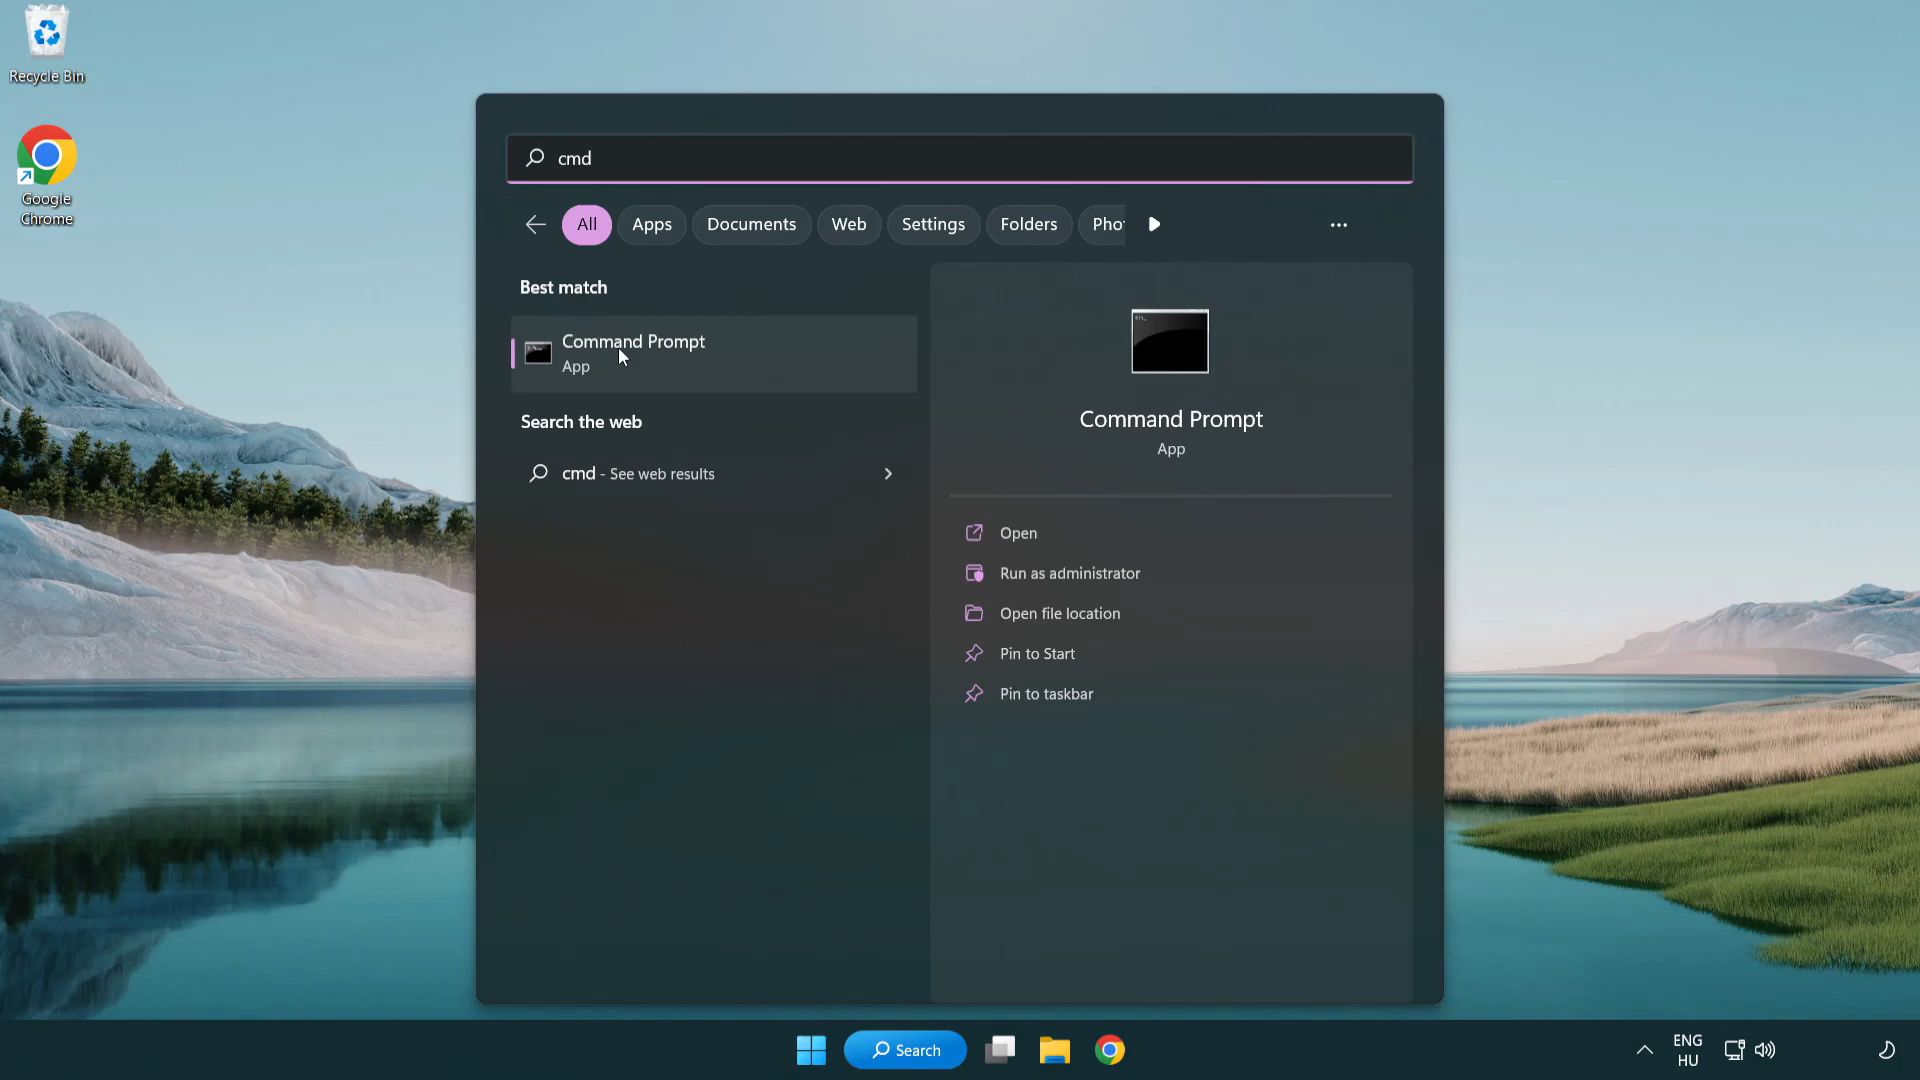 Recycle Bin
Google
Chrome
cmd
All
Apps
Documents
Web
Settings
Folders
Pho
Best match
Command Prompt
App
Search the web
cmd - See web results
Command Prompt
App
Open
Run as administrator
Open file location
Pin to Start
Pin to taskbar
Search
ENG
HU